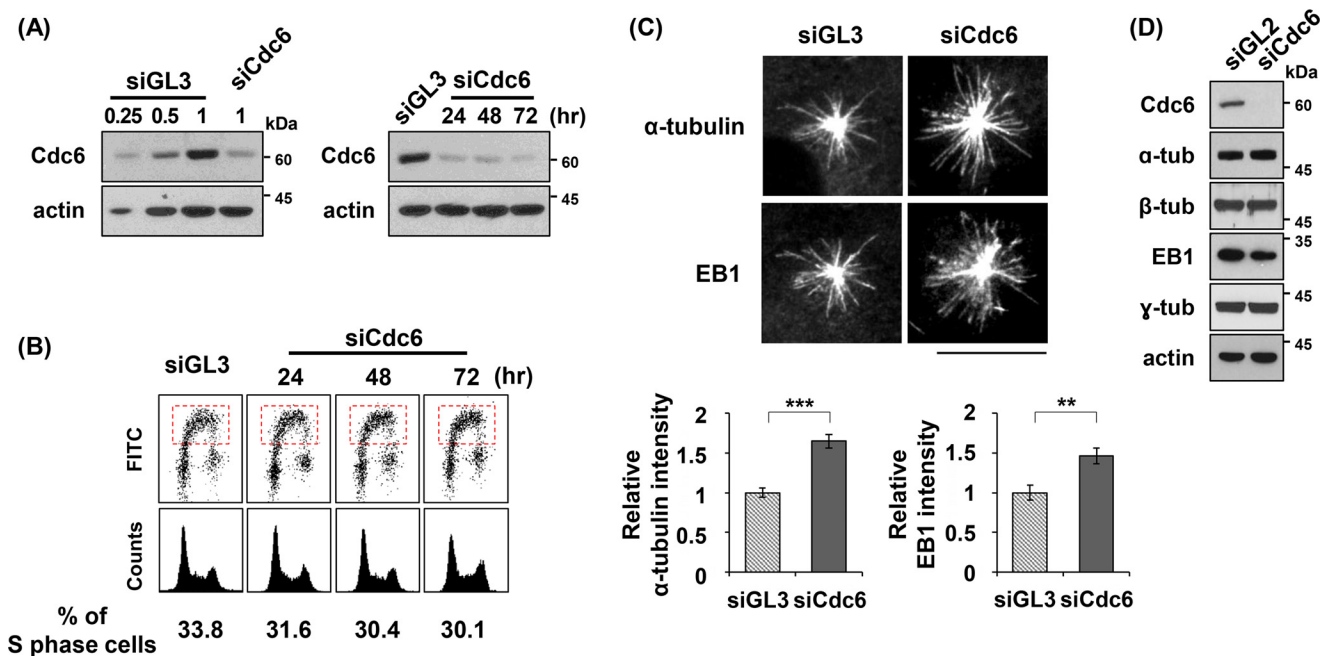 (A)
siGL3 siCdc6
0.25 0.5 1 1 kDa
Cdc6 60
actin 45
siGL3 siCdc6
24 48 72 (hr)
Cdc6 60
actin 45
(B)
siCdc6
siGL3 24 48 72 (hr)
FITC
Counts
% of
S phase cells 33.8 31.6 30.4 30.1
(C)
siGL3 siCdc6
α-tubulin
EB1
Relative
α-tubulin intensity
2
1.5
1
0.5
0
***
siGL3 siCdc6
Relative
EB1 intensity
2
1.5
1
0.5
0
**
siGL3 siCdc6
(D)
siGL2 siCdc6
kDa
Cdc6 60
α-tub 45
β-tub 45
EB1 35
ɣ-tub 45
actin 45